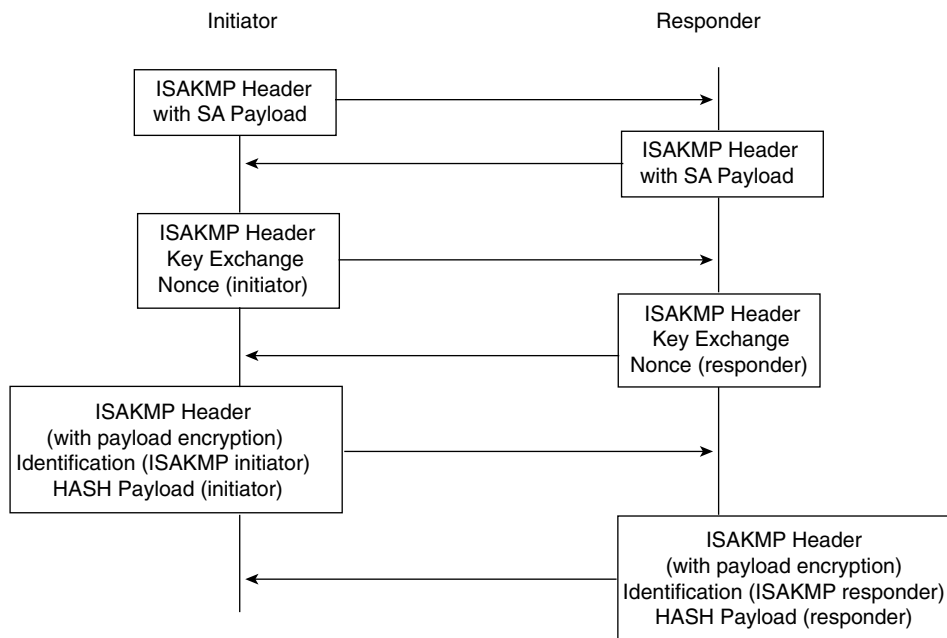 Initiator
Responder
ISAKMP Header
with SA Payload
ISAKMP Header
with SA Payload
ISAKMP Header
Key Exchange
Nonce (initiator)
ISAKMP Header
Key Exchange
Nonce (responder)
ISAKMP Header
(with payload encryption)
Identification (ISAKMP initiator)
HASH Payload (initiator)
ISAKMP Header
(with payload encryption)
Identification (ISAKMP responder)
HASH Payload (responder)